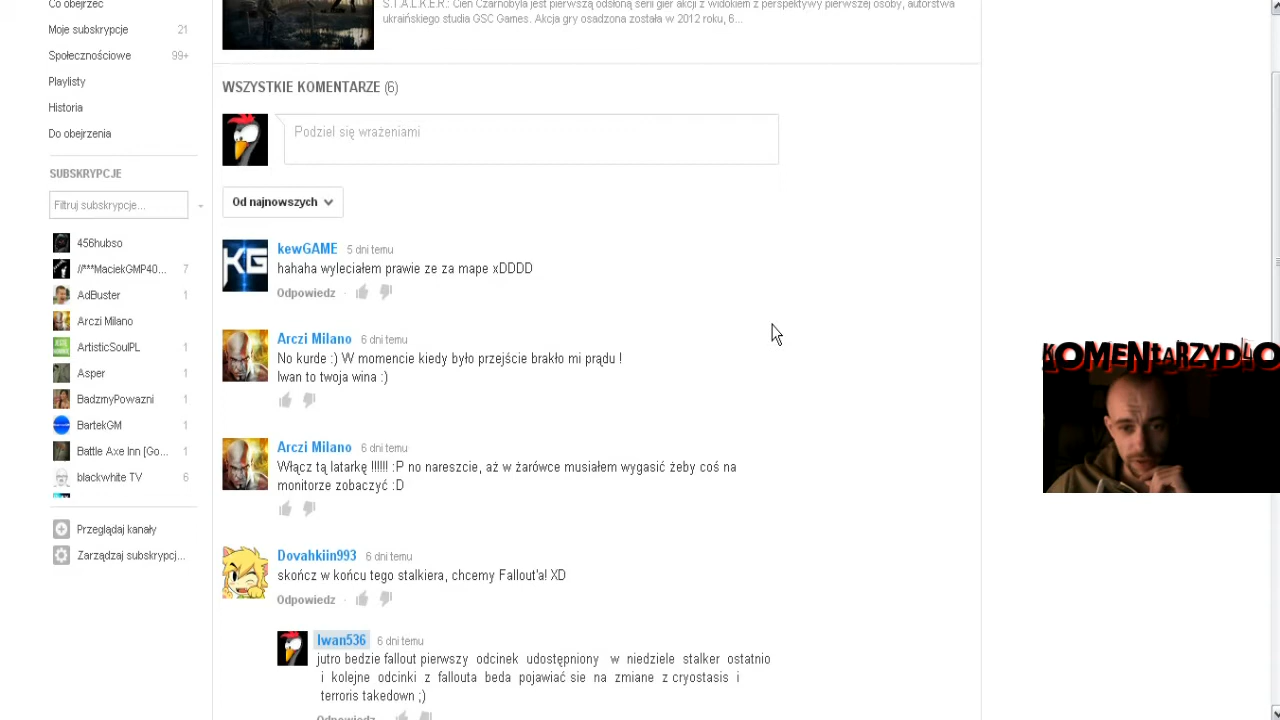 Co obejrzeć
Moje subskrypcje 21
Społecznościowe 99+
Playlisty
Historia
Do obejrzenia
SUBSKRYPCJE
Filtruj subskrypcje...
456hubso
//***MaciekGMP40... 7
AdBuster 1
Arczi Milano 1
ArtisticSoulPL 1
Asper 1
BadzmyPowazni 1
BartekGM 1
Battle Axe Inn [Go... 1
blackwhite TV 6
Przeglądaj kanały
Zarządzaj subskrypcj...
S.T.A.L.K.E.R.: Cień Czarnobyla jest pierwszą odsłoną serii gier akcji z widokiem z perspektywy pierwszej osoby, autorstwa
ukraińskiego studia GSC Games. Akcja gry osadzona została w 2012 roku, 6...
WSZYSTKIE KOMENTARZE (6)
Podziel się wrażeniami
Od najnowszych
kewGAME 5 dni temu
hahaha wyleciałem prawie ze za mape xDDDD
Odpowiedz ·
Arczi Milano 6 dni temu
No kurde :) W momencie kiedy było przejście brakło mi prądu !
Iwan to twoja wina :)
Arczi Milano 6 dni temu
Włącz tą latarkę !!!!!! :P no nareszcie, aż w żarówce musiałem wygasić żeby coś na
monitorze zobaczyć :D
Dovahkiin993 6 dni temu
skończ w końcu tego stalkiera, chcemy Fallout'a! XD
Odpowiedz ·
Iwan536 6 dni temu
jutro bedzie fallout pierwszy odcinek udostępniony w niedziele stalker ostatnio
i kolejne odcinki z fallouta beda pojawiać sie na zmiane z cryostasis i
terroris takedown ;)
Odpowiedz ·
KOMENTARZYDŁO